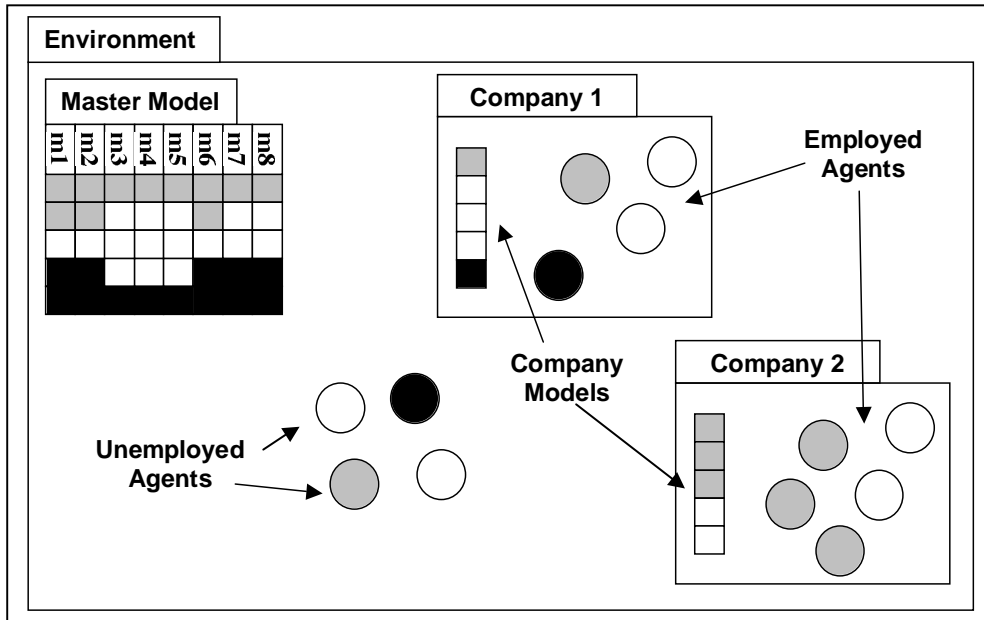 Environment
Master Model
m1 m2 m3 m4 m5 m6 m7 m8
Company 1
Employed
Agents
Company
Models
Company 2
Unemployed
Agents